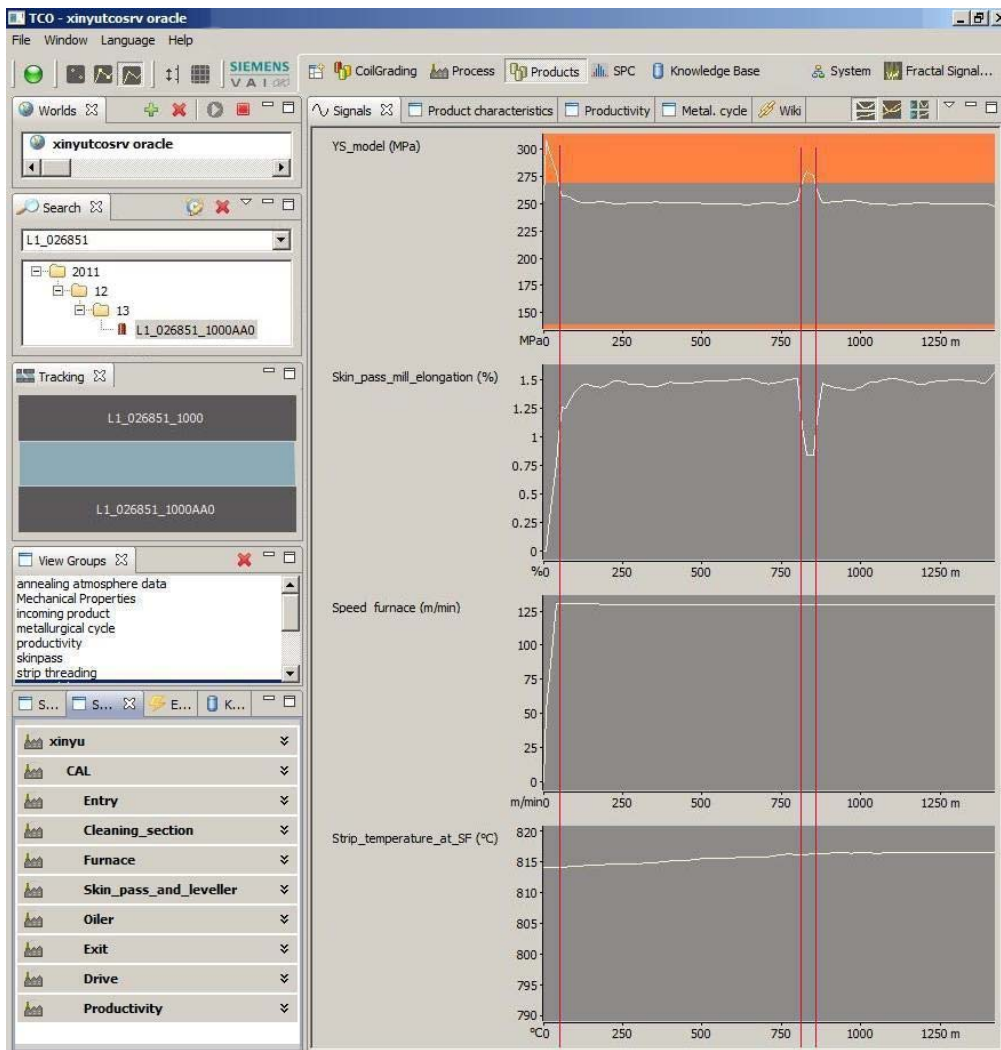 TCO - xinyutcosrv oracle
File Window Language Help
SIEMENS
VAI
CoilGrading Process Products SPC Knowledge Base System Fractal Signal...
Worlds
xinyutcosrv oracle
Search
L1_026851
2011
12
13
L1_026851_1000AA0
Tracking
L1_026851_1000
L1_026851_1000AA0
View Groups
annealing atmosphere data
Mechanical Properties
incoming product
metallurgical cycle
productivity
skinpass
strip threading
S... S... E... K...
xinyu
CAL
Entry
Cleaning_section
Furnace
Skin_pass_and_leveller
Oiler
Exit
Drive
Productivity
Signals Product characteristics Productivity Metal. cycle Wiki
YS_model (MPa)
300
275
250
225
200
175
150
MPa0 250 500 750 1000 1250 m
Skin_pass_mill_elongation (%)
1.5
1.25
1
0.75
0.5
0.25
0
%0 250 500 750 1000 1250 m
Speed furnace (m/min)
125
100
75
50
25
0
m/min0 250 500 750 1000 1250 m
Strip_temperature_at_SF (ºC)
820
815
810
805
800
795
790
ºC0 250 500 750 1000 1250 m